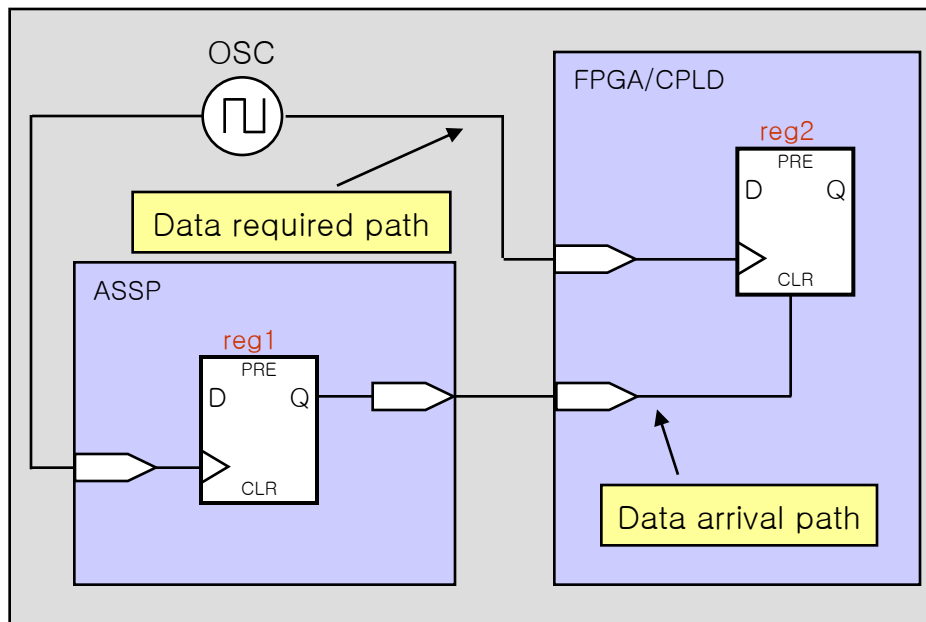 OSC
FPGA/CPLD
reg2
PRE
D Q
CLR
Data required path
ASSP
reg1
PRE
D Q
CLR
Data arrival path